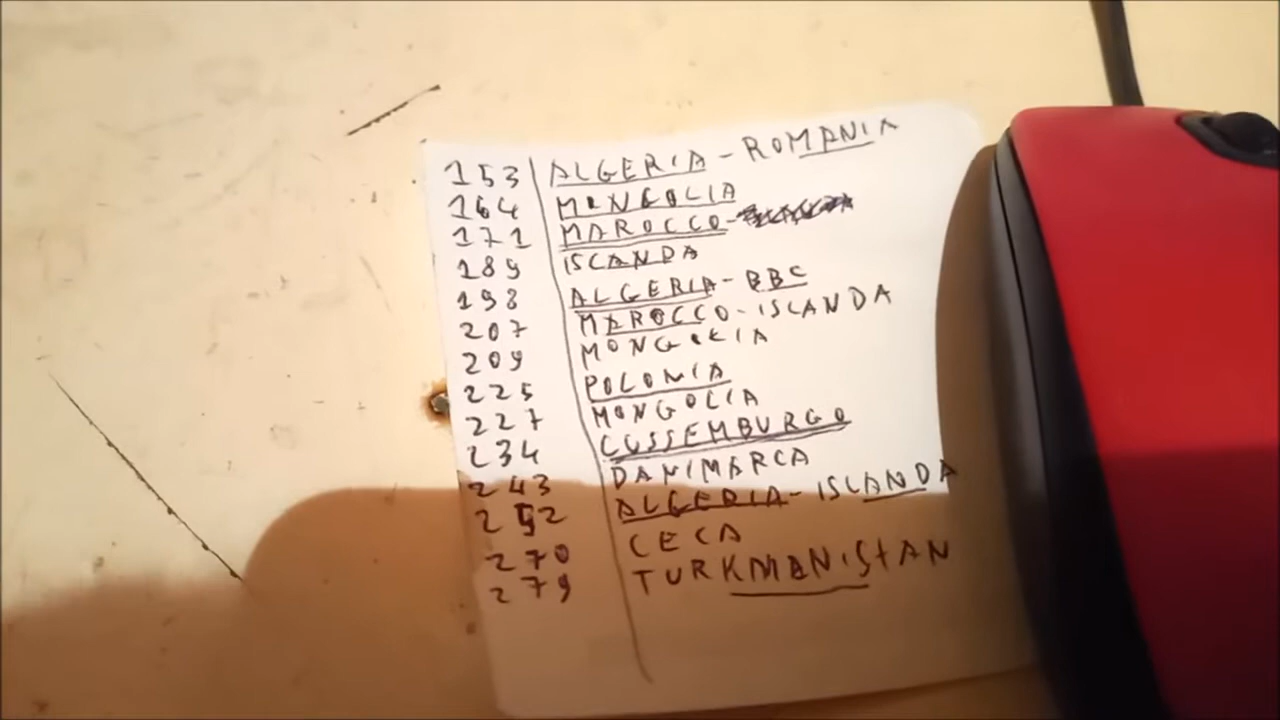 153 ALGERIA - ROMANIA
164 MONGOLIA
171 MAROCCO -
189 ISLANDA
198 ALGERIA - BBC
207 MAROCCO - ISLANDA
209 MONGOLIA
225 POLONIA
227 MONGOLIA
234 LUSSEMBURGO
243 DANIMARCA
252 ALGERIA - ISLANDA
270 CECA
279 TURKMANISTAN